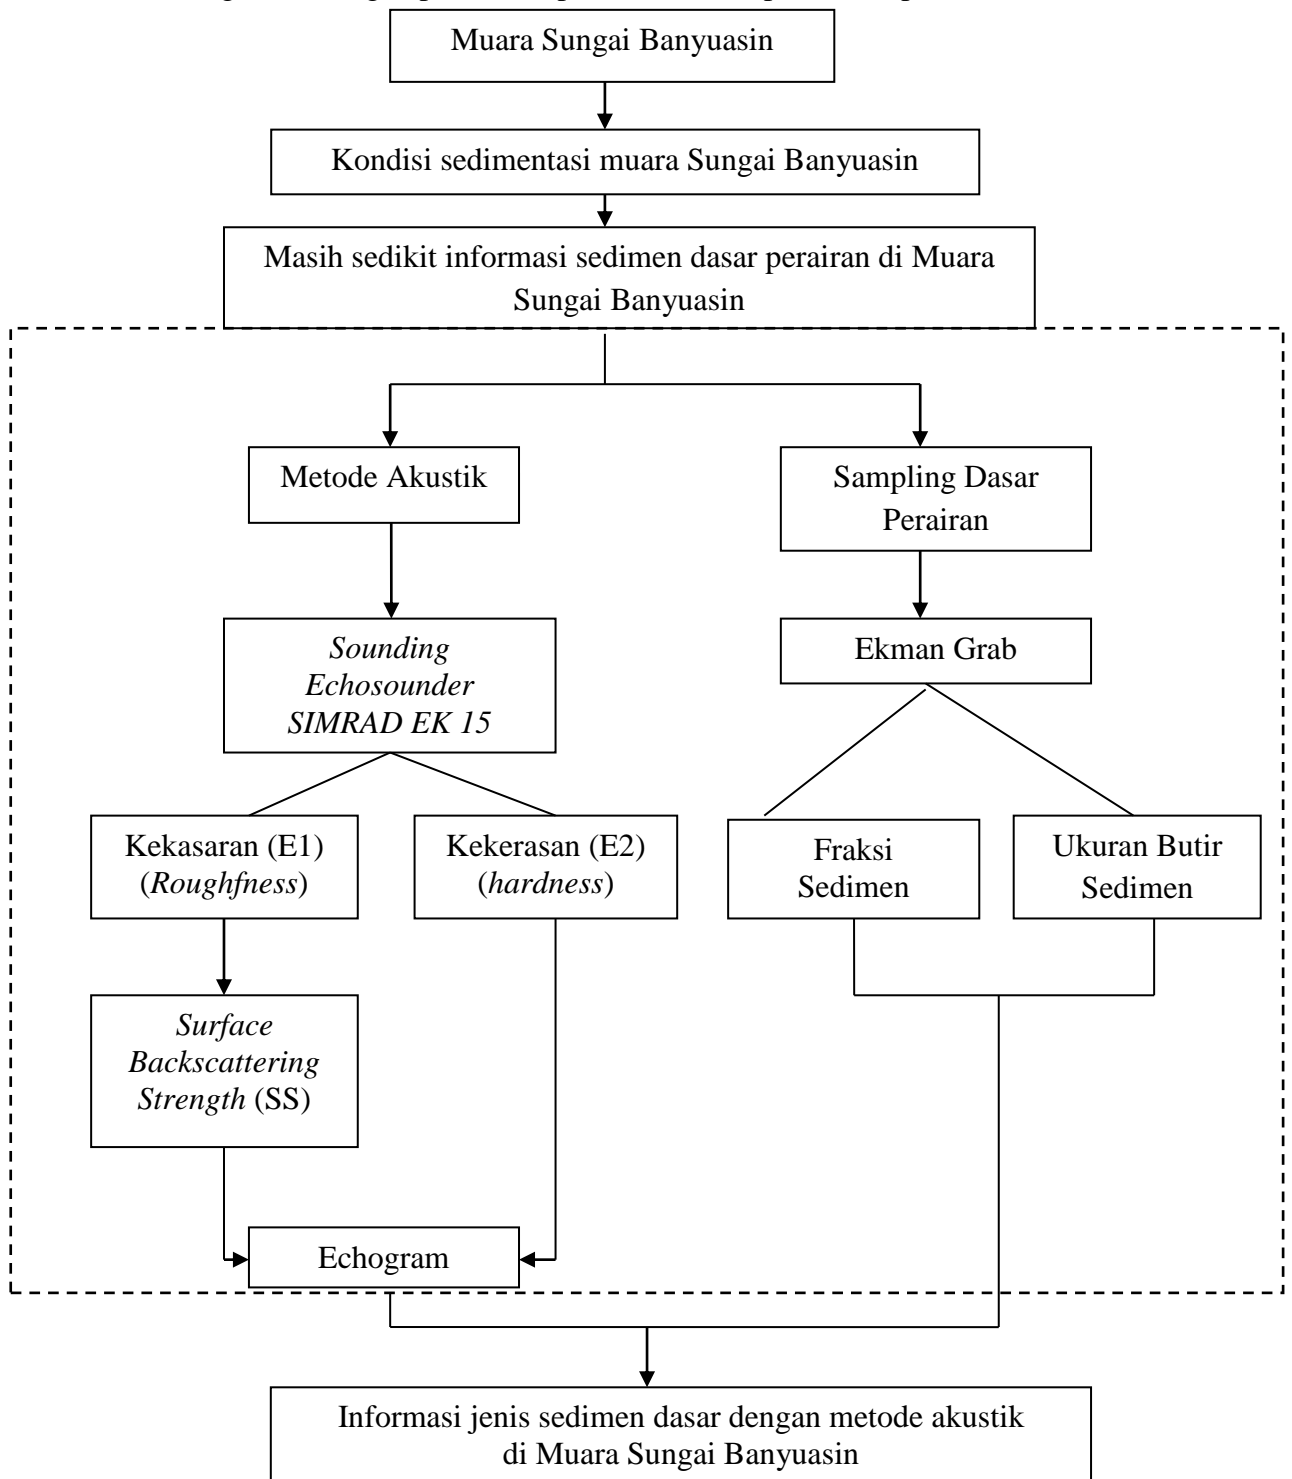 Muara Sungai Banyuasin
Kondisi sedimentasi muara Sungai Banyuasin
Masih sedikit informasi sedimen dasar perairan di Muara
Sungai Banyuasin
Metode Akustik
Sampling Dasar
Perairan
Sounding
Echosounder
SIMRAD EK 15
Ekman Grab
Kekasaran (E1)
(Roughfness)
Kekerasan (E2)
(hardness)
Fraksi
Sedimen
Ukuran Butir
Sedimen
Surface
Backscattering
Strength (SS)
Echogram
Informasi jenis sedimen dasar dengan metode akustik
di Muara Sungai Banyuasin